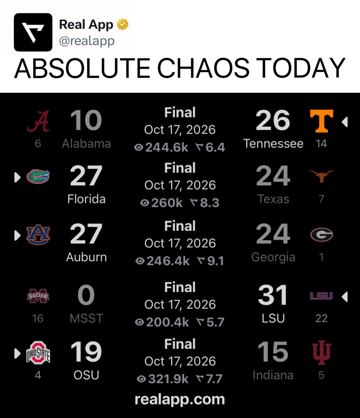 Real App
@realapp
ABSOLUTE CHAOS TODAY
10 Final 26
Oct 17, 2026
6 Alabama Tennessee 14
244.6k 6.4
27 Final 24
Oct 17, 2026
Florida Texas 7
260k 8.3
27 Final 24
Oct 17, 2026
Auburn Georgia 1
246.4k 9.1
0 Final 31
Oct 17, 2026
16 MSST LSU 22
200.4k 5.7
19 Final 15
Oct 17, 2026
4 OSU Indiana 5
321.9k 7.7
realapp.com